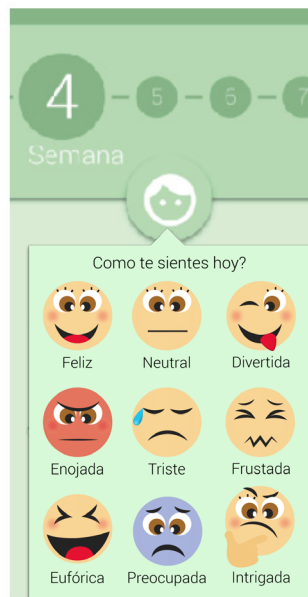 4 5 6 7
Semana
Como te sientes hoy?
Feliz Neutral Divertida
Enojada Triste Frustada
Eufórica Preocupada Intrigada